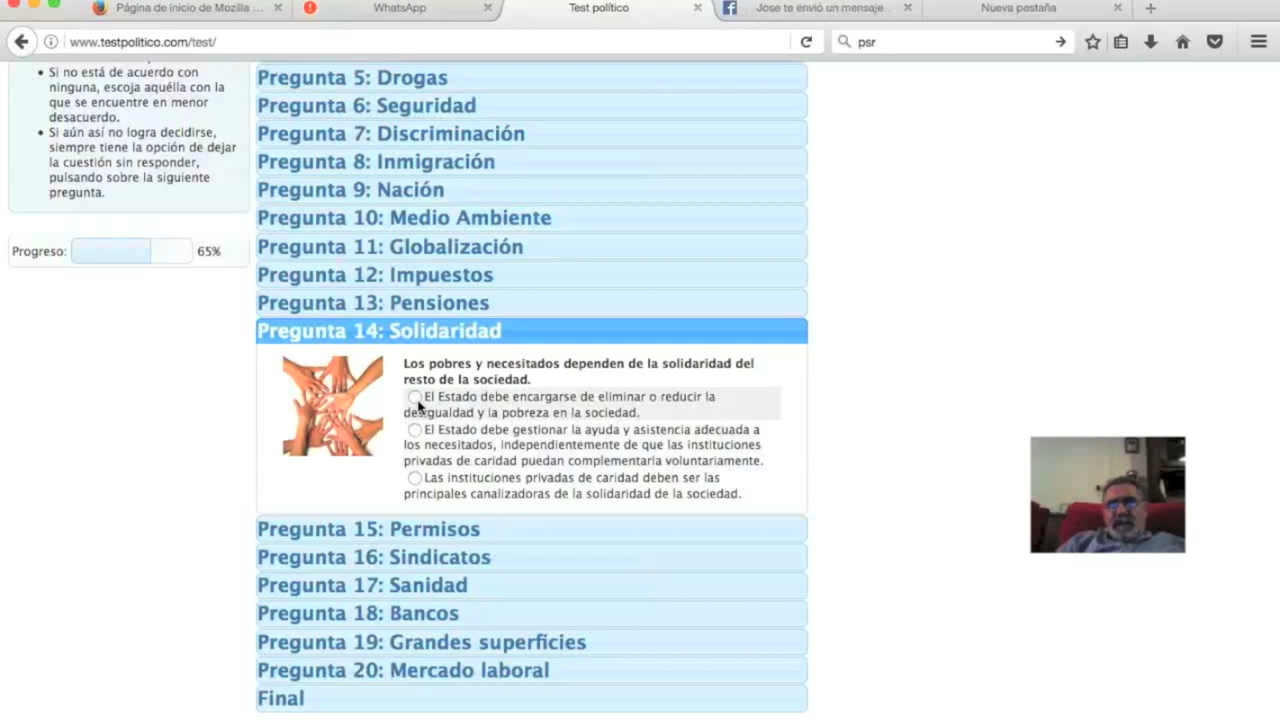 Página de inicio de Mozilla ...
WhatsApp
Test político
Jose te envió un mensaje
Nueva pestaña
www.testpolitico.com/test/
psr
Si no está de acuerdo con
ninguna, escoja aquélla con la
que se encuentre en menor
desacuerdo.
Si aún así no logra decidirse,
siempre tiene la opción de dejar
la cuestión sin responder,
pulsando sobre la siguiente
pregunta.
Progreso: 65%
Pregunta 5: Drogas
Pregunta 6: Seguridad
Pregunta 7: Discriminación
Pregunta 8: Inmigración
Pregunta 9: Nación
Pregunta 10: Medio Ambiente
Pregunta 11: Globalización
Pregunta 12: Impuestos
Pregunta 13: Pensiones
Pregunta 14: Solidaridad
Los pobres y necesitados dependen de la solidaridad del
resto de la sociedad.
El Estado debe encargarse de eliminar o reducir la
desigualdad y la pobreza en la sociedad.
El Estado debe gestionar la ayuda y asistencia adecuada a
los necesitados, independientemente de que las instituciones
privadas de caridad puedan complementarla voluntariamente.
Las instituciones privadas de caridad deben ser las
principales canalizadoras de la solidaridad de la sociedad.
Pregunta 15: Permisos
Pregunta 16: Sindicatos
Pregunta 17: Sanidad
Pregunta 18: Bancos
Pregunta 19: Grandes superficies
Pregunta 20: Mercado laboral
Final